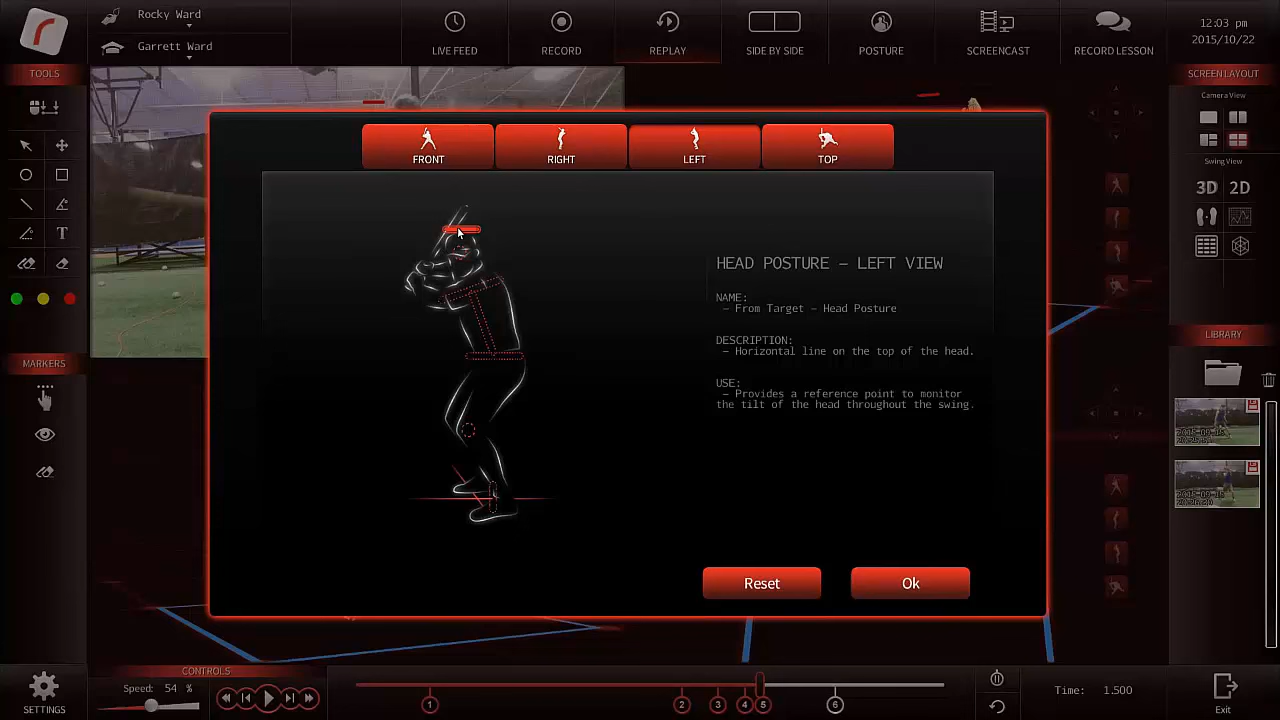 Rocky Ward
Garrett Ward
LIVE FEED
RECORD
REPLAY
SIDE BY SIDE
POSTURE
SCREENCAST
RECORD LESSON
12:03 pm
2015/10/22
TOOLS
T
MARKERS
SETTINGS
FRONT
RIGHT
LEFT
TOP
HEAD POSTURE – LEFT VIEW
NAME:
– From Target – Head Posture
DESCRIPTION:
– Horizontal line on the top of the head.
USE:
– Provides a reference point to monitor
the tilt of the head throughout the swing.
Reset
Ok
SCREEN LAYOUT
Camera View
Swing View
3D 2D
LIBRARY
CONTROLS
Speed: 54 %
1
2
3
4
5
6
Time: 1.500
Exit